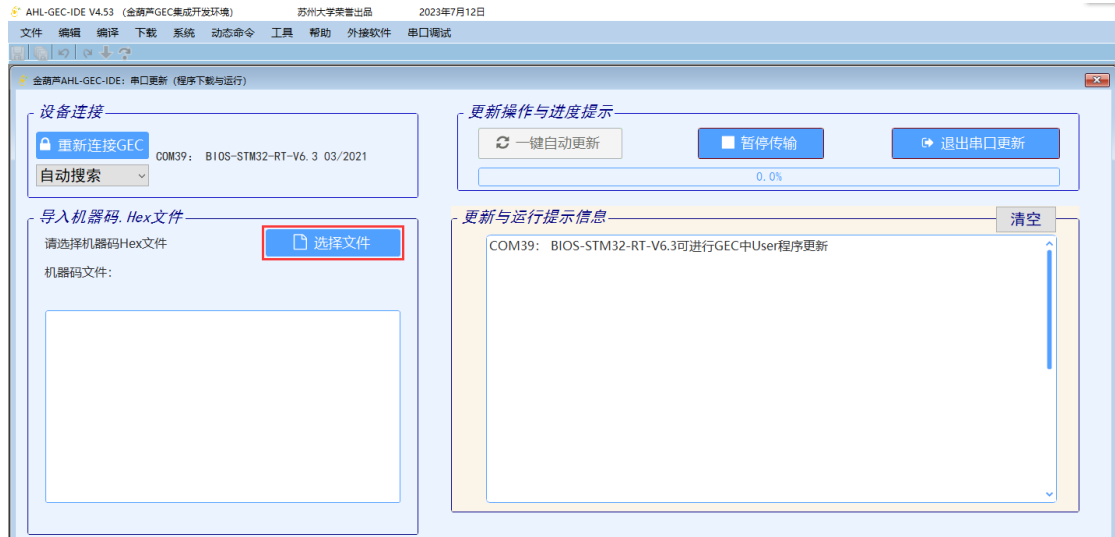 AHL-GEC-IDE V4.53 （金葫芦GEC集成开发环境） 苏州大学荣誉出品 2023年7月12日
文件 编辑 编译 下载 系统 动态命令 工具 帮助 外接软件 串口调试
金葫芦AHL-GEC-IDE：串口更新（程序下载与运行）
设备连接
重新连接GEC
COM39： BIOS-STM32-RT-V6.3 03/2021
自动搜索
更新操作与进度提示
一键自动更新 暂停传输 退出串口更新
0.0%
导入机器码.Hex文件
请选择机器码Hex文件 选择文件
机器码文件：
更新与运行提示信息 清空
COM39： BIOS-STM32-RT-V6.3可进行GEC中User程序更新